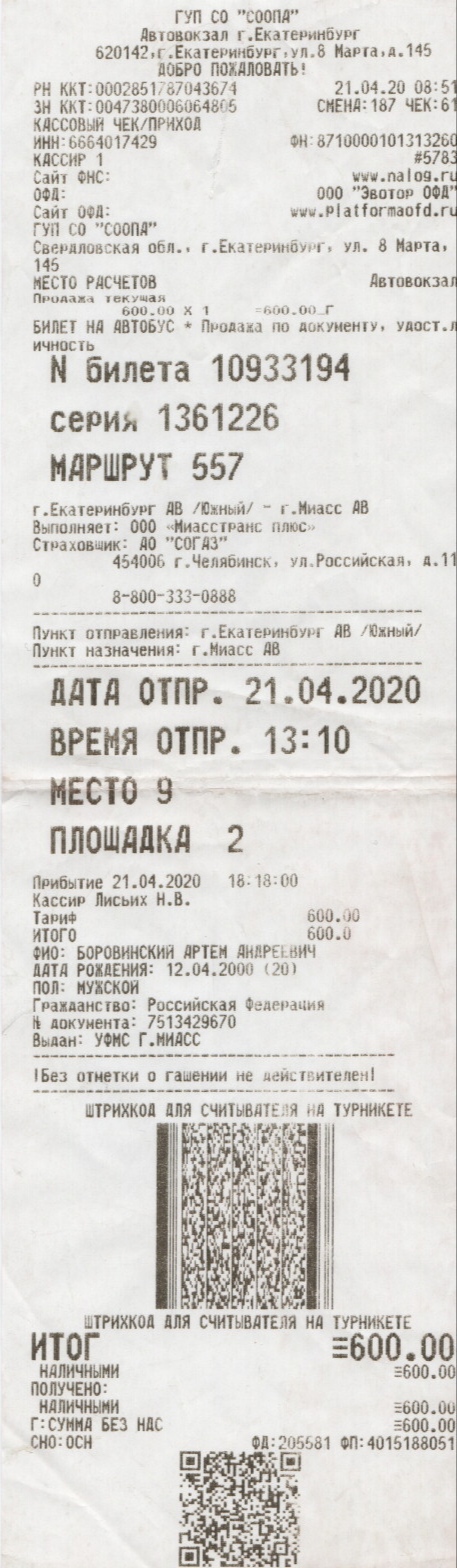 ГУП СО "СООПА"
Автовокзал г.Екатеринбург
620142,г.Екатеринбург,ул.8 Марта,д.145
ДОБРО ПОЖАЛОВАТЬ!
РН ККТ:0002851787043674 21.04.20 08:51
ЗН ККТ:0047380006064805 СМЕНА:187 ЧЕК:61
КАССОВЫЙ ЧЕК/ПРИХОД
ИНН:6664017429 ФН:8710000101313260
КАССИР 1 #5783
Сайт ФНС: www.nalog.ru
ОФД: ООО "Эвотор ОФД"
Сайт ОФД: www.platformaofd.ru
ГУП СО "СООПА"
Свердловская обл., г.Екатеринбург, ул. 8 Марта,
145
МЕСТО РАСЧЕТОВ Автовокзал
Продажа текущая
600.00 X 1 =600.00_Г
БИЛЕТ НА АВТОБУС * Продажа по документу, удост.л
ичность
N билета 10933194
серия 1361226
МАРШРУТ 557
г.Екатеринбург АВ /Южный/ - г.Миасс АВ
Выполняет: ООО «Миасстранс плюс»
Страховщик: АО "СОГАЗ"
454006 г.Челябинск, ул.Российская, д.11
0
8-800-333-0888
Пункт отправления: г.Екатеринбург АВ /Южный/
Пункт назначения: г.Миасс АВ
ДАТА ОТПР. 21.04.2020
ВРЕМЯ ОТПР. 13:10
МЕСТО 9
ПЛОЩАДКА 2
Прибытие 21.04.2020 18:18:00
Кассир Лисьих Н.В.
Тариф 600.00
ИТОГО 600.0
ФИО: БОРОВИНСКИЙ АРТЕМ АНДРЕЕВИЧ
ДАТА РОЖДЕНИЯ: 12.04.2000 (20)
ПОЛ: МУЖСКОЙ
Гражданство: Российская Федерация
№ документа: 7513429670
Выдан: УФМС Г.МИАСС
!Без отметки о гашении не действителен!
ШТРИХКОД ДЛЯ СЧИТЫВАТЕЛЯ НА ТУРНИКЕТЕ
ШТРИХКОД ДЛЯ СЧИТЫВАТЕЛЯ НА ТУРНИКЕТЕ
ИТОГ ≡600.00
НАЛИЧНЫМИ ≡600.00
ПОЛУЧЕНО:
НАЛИЧНЫМИ ≡600.00
Г:СУММА БЕЗ НДС ≡600.00
СНО:ОСН ФД:205581 ФП:4015188051